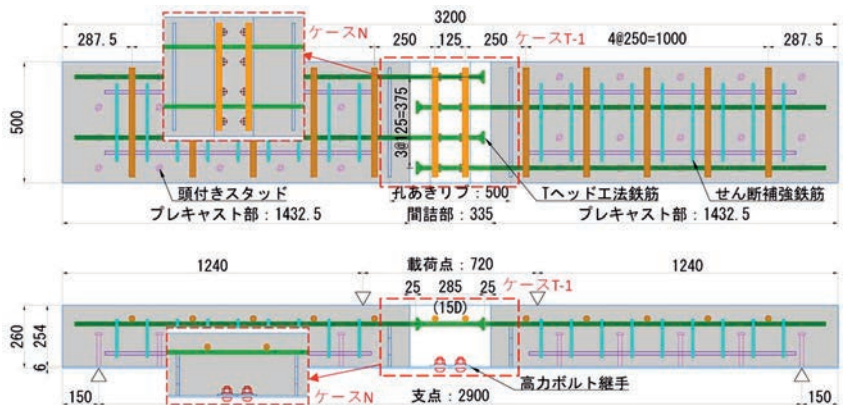 3200
ケースN
ケースT-1
287.5
250
125
250
4@250=1000
287.5
500
3@125=375
頭付きスタッド
孔あきリブ：500
Tヘッド工法鉄筋
せん断補強鉄筋
プレキャスト部：1432.5
間詰部：335
プレキャスト部：1432.5
1240
載荷点：720
1240
ケースT-1
25
285
25
(15D)
260
254
6
高力ボルト継手
150
ケースN
支点：2900
150